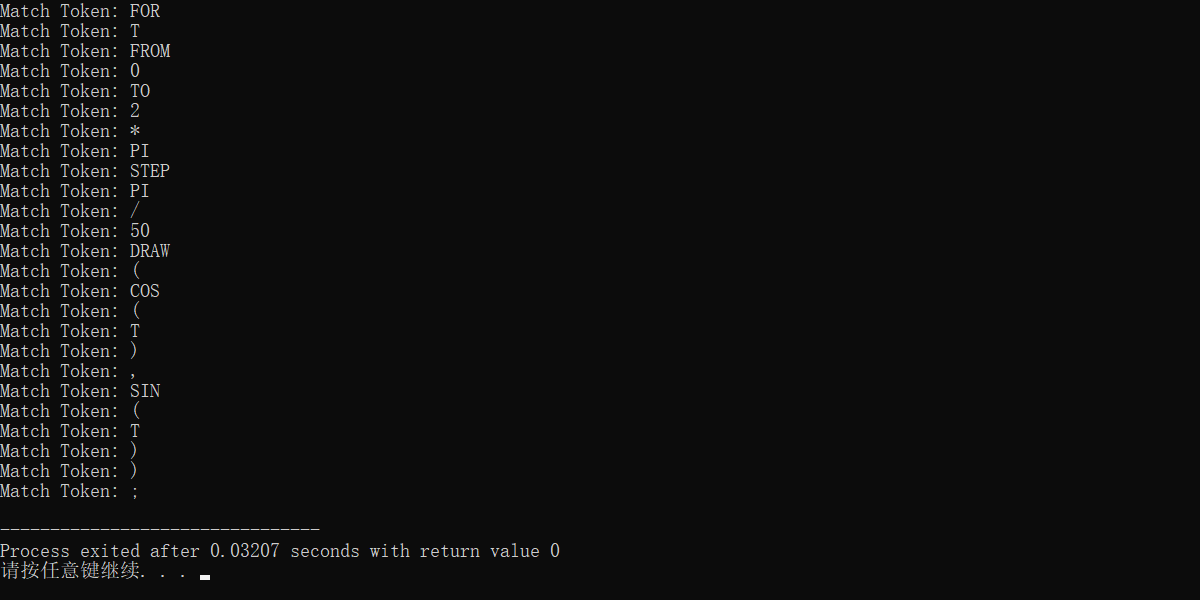 Match Token: FOR
Match Token: T
Match Token: FROM
Match Token: 0
Match Token: TO
Match Token: 2
Match Token: *
Match Token: PI
Match Token: STEP
Match Token: PI
Match Token: /
Match Token: 50
Match Token: DRAW
Match Token: (
Match Token: COS
Match Token: (
Match Token: T
Match Token: )
Match Token: ,
Match Token: SIN
Match Token: (
Match Token: T
Match Token: )
Match Token: )
Match Token: ;
--------------------------------
Process exited after 0.03207 seconds with return value 0
请按任意键继续. . .